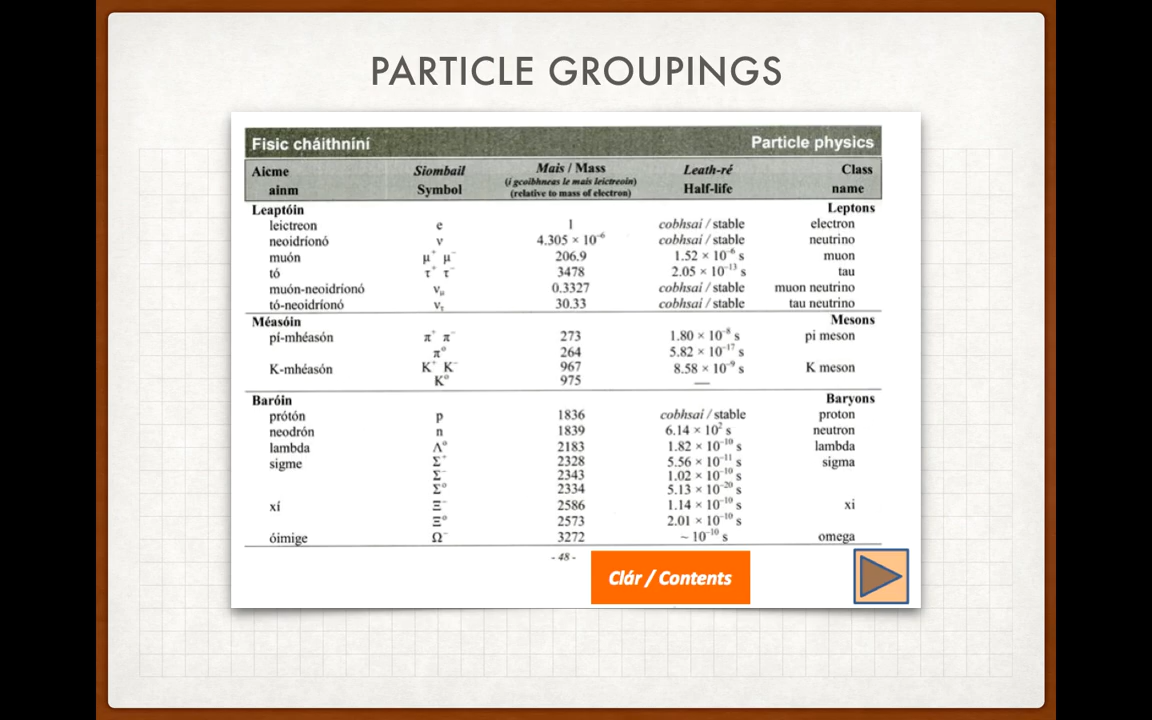 PARTICLE GROUPINGS
Fisic cháithníní Particle physics
Aicme Siombail Mais / Mass Leath-ré Class
(i gcoibhneas le mais leictreoin)
ainm Symbol (relative to mass of electron) Half-life name
Leaptóin Leptons
leictreon e 1 cobhsaí / stable electron
neoidríonó ν 4.305 × 10⁻⁶ cobhsaí / stable neutrino
muón μ⁺ μ⁻ 206.9 1.52 × 10⁻⁶ s muon
tó τ⁺ τ⁻ 3478 2.05 × 10⁻¹³ s tau
muón-neoidríonó ν_μ 0.3327 cobhsaí / stable muon neutrino
tó-neoidríonó ν_τ 30.33 cobhsaí / stable tau neutrino
Méasóin Mesons
pí-mhéasón π⁺ π⁻ 273 1.80 × 10⁻⁸ s pi meson
π° 264 5.82 × 10⁻¹⁷ s
K-mhéasón K⁺ K⁻ 967 8.58 × 10⁻⁹ s K meson
K° 975 —
Baróin Baryons
prótón p 1836 cobhsaí / stable proton
neodrón n 1839 6.14 × 10² s neutron
lambda Λ° 2183 1.82 × 10⁻¹⁰ s lambda
sigme Σ⁺ 2328 5.56 × 10⁻¹¹ s sigma
Σ⁻ 2343 1.02 × 10⁻¹⁰ s
Σ° 2334 5.13 × 10⁻²⁰ s
xí Ξ⁻ 2586 1.14 × 10⁻¹⁰ s xi
Ξ° 2573 2.01 × 10⁻¹⁰ s
óimige Ω⁻ 3272 ~ 10⁻¹⁰ s omega
- 48 -
Clár / Contents